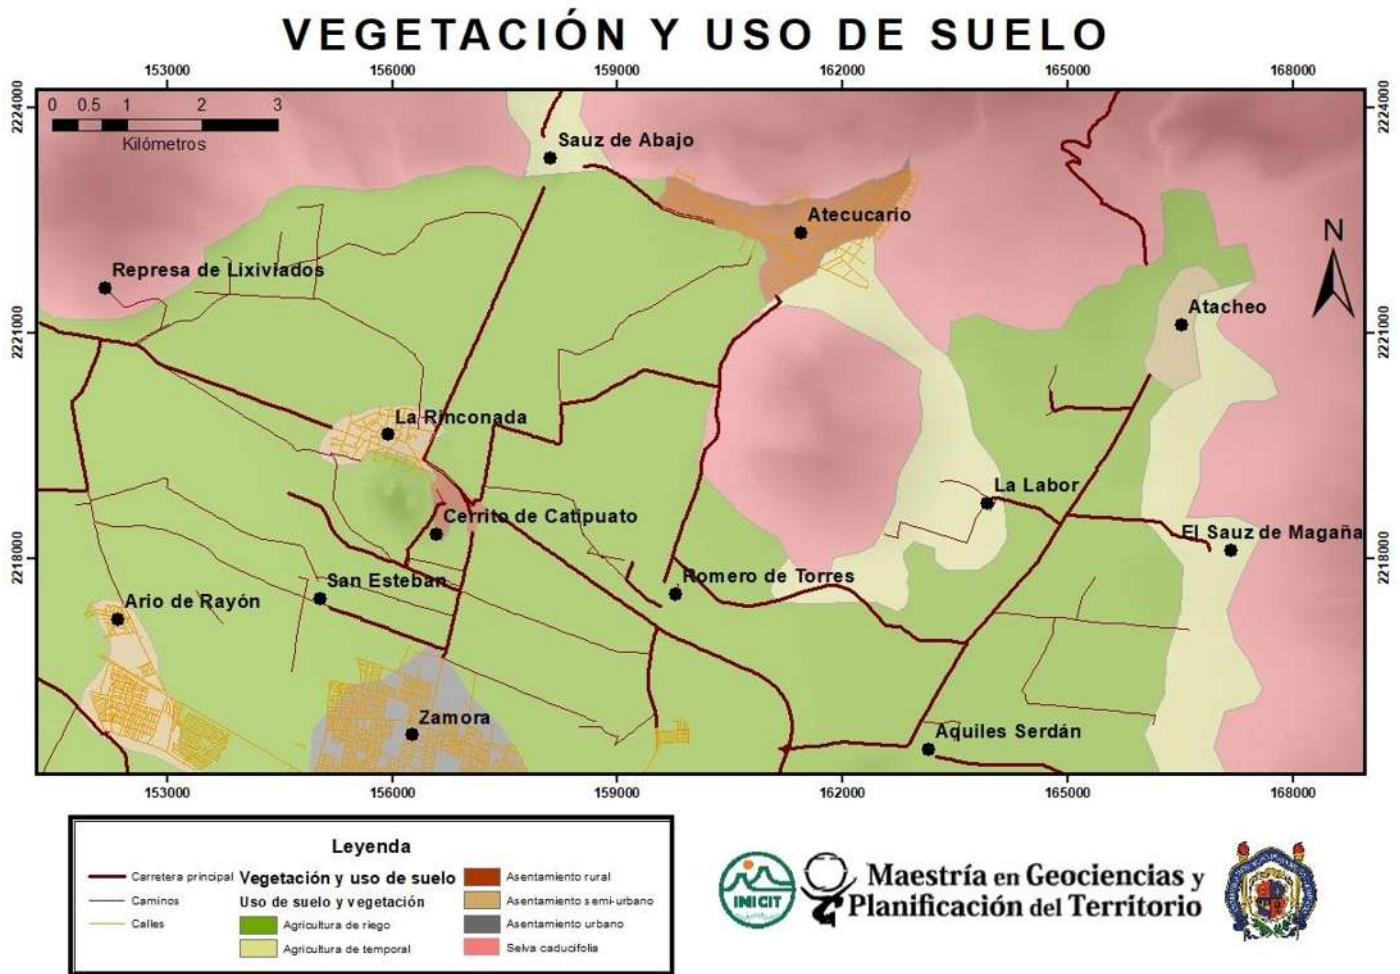 VEGETACIÓN Y USO DE SUELO
153000 156000 159000 162000 165000 168000
2224000 2224000
0 0.5 1 2 3
Kilómetros
Sauz de Abajo
Atecucario
N
Represa de Lixiviados
Atacheo
2221000 2221000
La Rinconada
La Labor
Cerrito de Catipuato
El Sauz de Magaña
2218000 2218000
San Esteban
Romero de Torres
Ario de Rayón
Zamora
Aquiles Serdán
153000 156000 159000 162000 165000 168000
Leyenda
Carretera principal
Caminos
Calles
Vegetación y uso de suelo
Uso de suelo y vegetación
Agricultura de riego
Agricultura de temporal
Asentamiento rural
Asentamiento semi-urbano
Asentamiento urbano
Selva caducifolia
INICIT
Maestría en Geociencias y
Planificación del Territorio